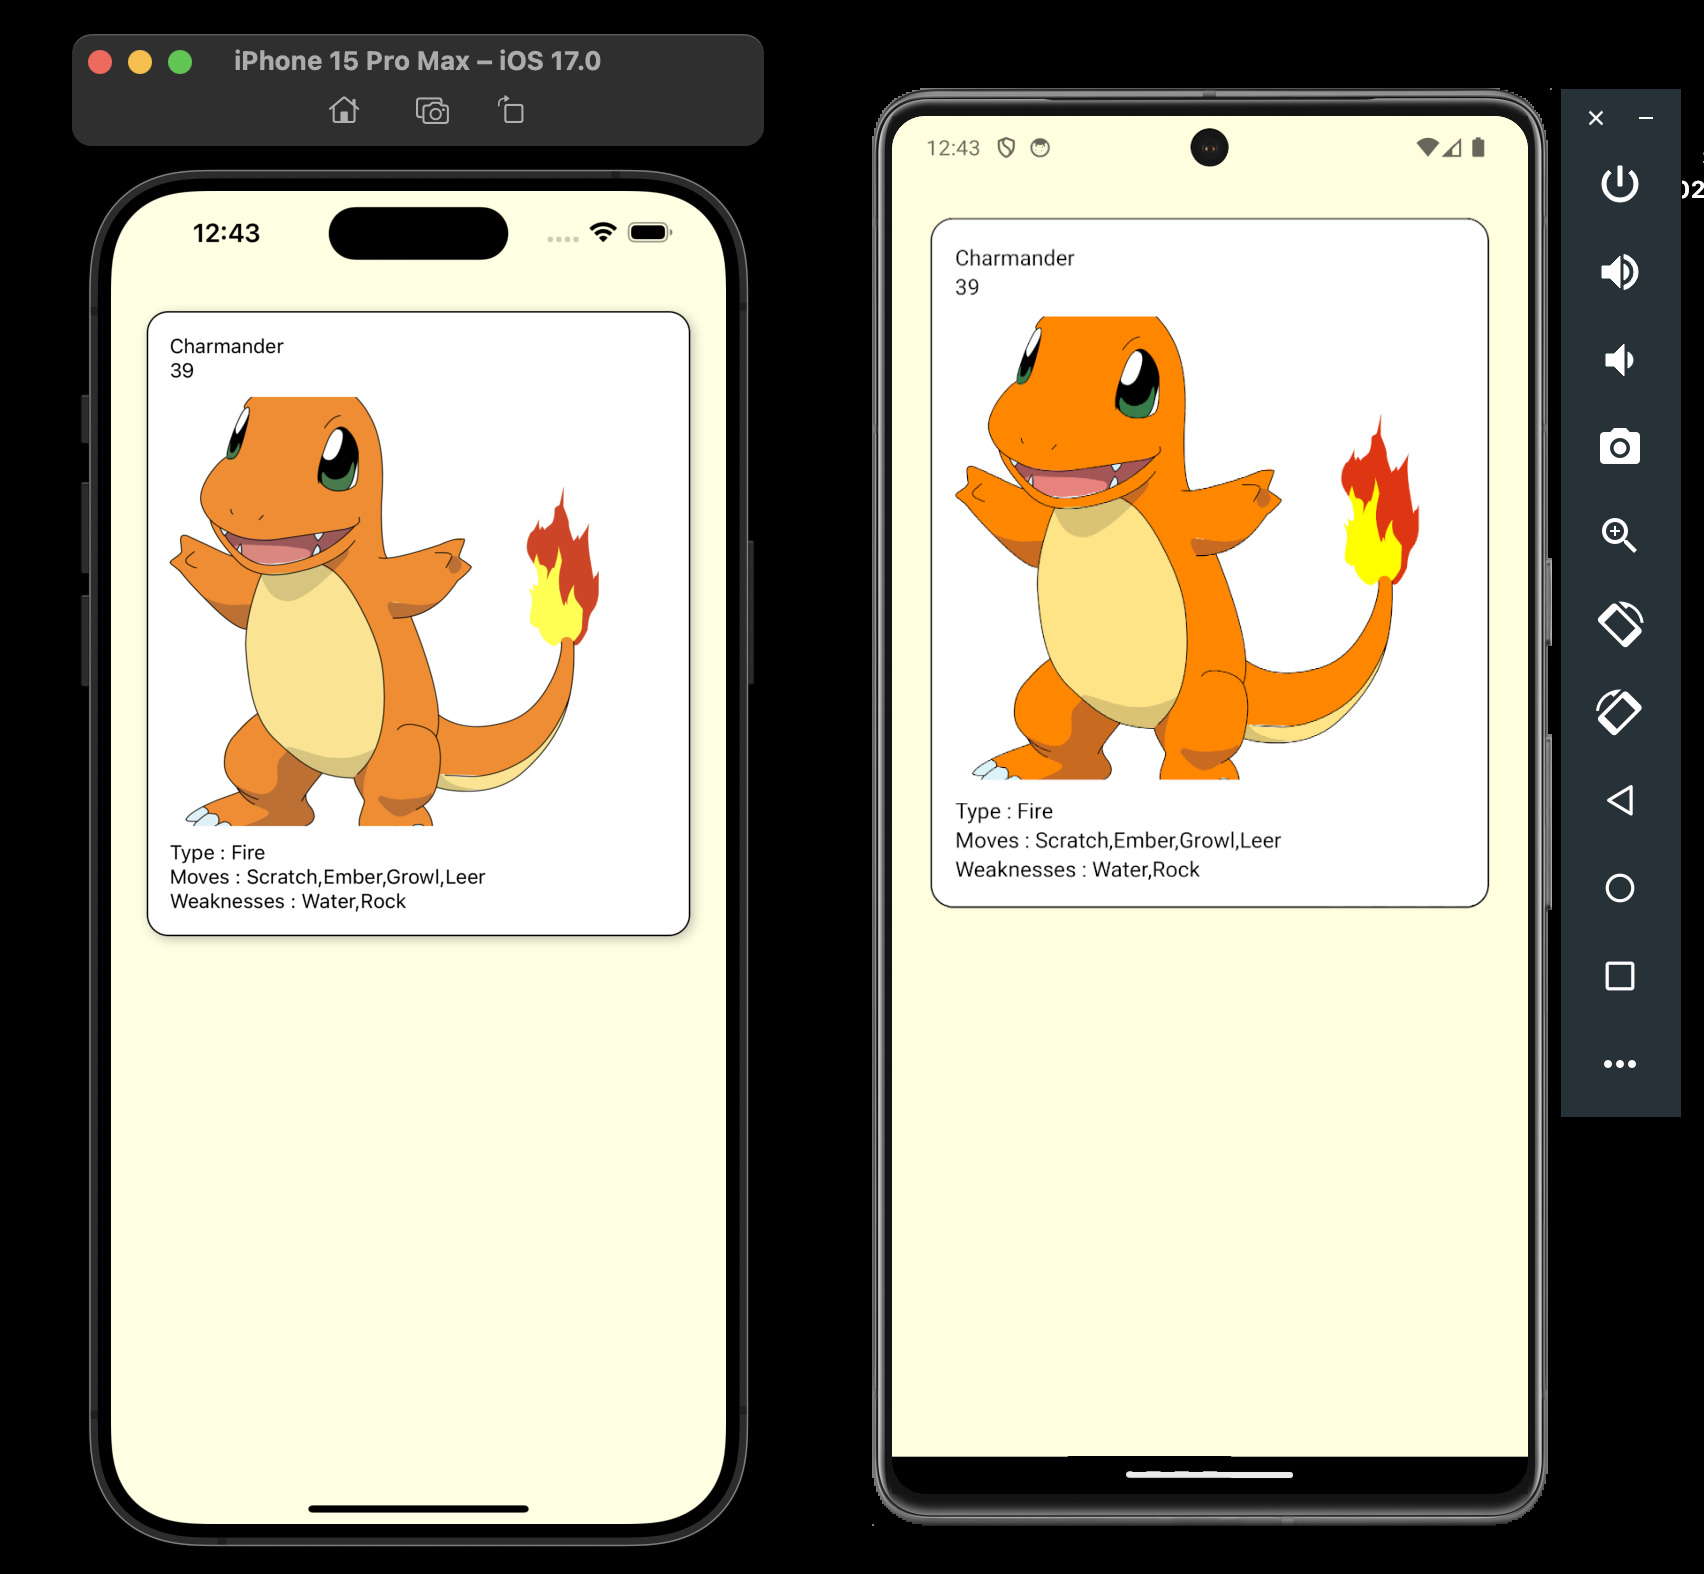 iPhone 15 Pro Max – iOS 17.0
12:43
Charmander
39
Type : Fire
Moves : Scratch,Ember,Growl,Leer
Weaknesses : Water,Rock
12:43
Charmander
39
Type : Fire
Moves : Scratch,Ember,Growl,Leer
Weaknesses : Water,Rock